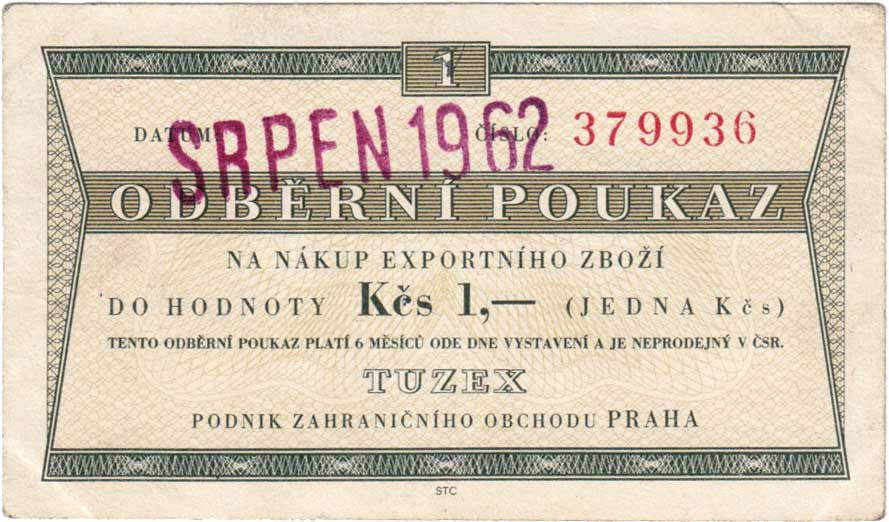 1
DATUM: SRPEN 1962 ČÍSLO: 379936
ODBĚRNÍ POUKAZ
NA NÁKUP EXPORTNÍHO ZBOŽÍ
DO HODNOTY Kčs 1,— (JEDNA Kčs)
TENTO ODBĚRNÍ POUKAZ PLATÍ 6 MĚSÍCŮ ODE DNE VYSTAVENÍ A JE NEPRODEJNÝ V ČSR.
TUZEX
PODNIK ZAHRANIČNÍHO OBCHODU PRAHA
STC